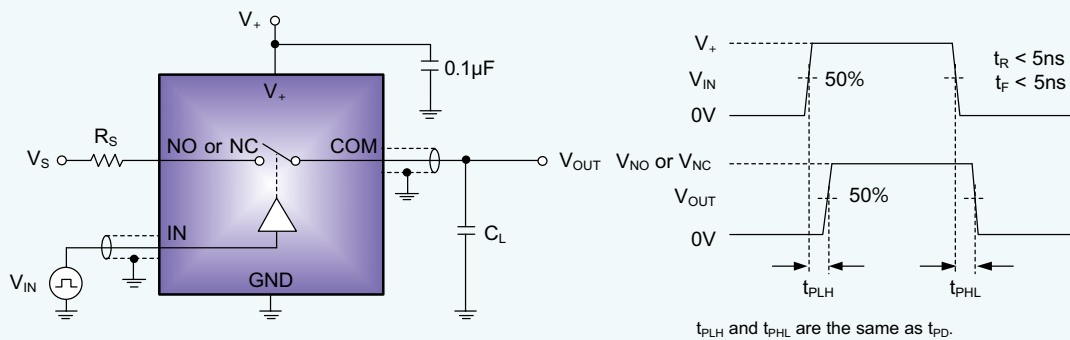 V+
0.1μF
V+
RS
VS
NO or NC
COM
VOUT
IN
CL
VIN
GND
V+
VIN
50%
0V
tR < 5ns
tF < 5ns
VNO or VNC
VOUT
50%
0V
tPLH
tPHL
tPLH and tPHL are the same as tPD.